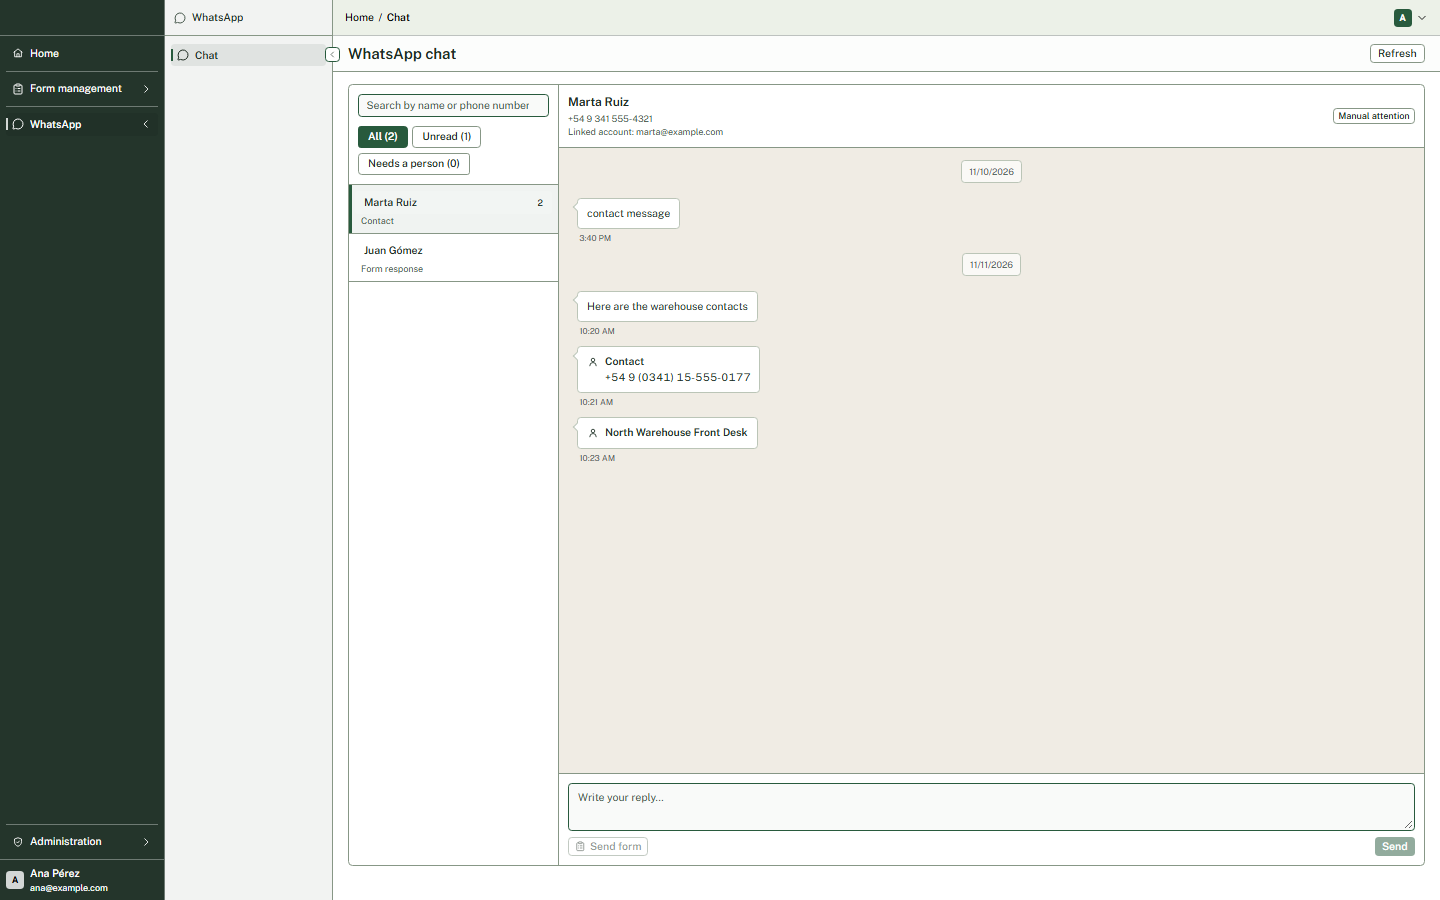 WhatsApp
Home / Chat
A
Home
Form management
WhatsApp
Chat
WhatsApp chat
Refresh
Search by name or phone number
All (2)
Unread (1)
Needs a person (0)
Marta Ruiz
2
Contact
Juan Gómez
Form response
Marta Ruiz
+54 9 341 555-4321
Linked account: marta@example.com
Manual attention
11/10/2026
contact message
3:40 PM
11/11/2026
Here are the warehouse contacts
10:20 AM
Contact
+54 9 (0341) 15-555-0177
10:21 AM
North Warehouse Front Desk
10:23 AM
Write your reply...
Send form
Send
Administration
A
Ana Pérez
ana@example.com